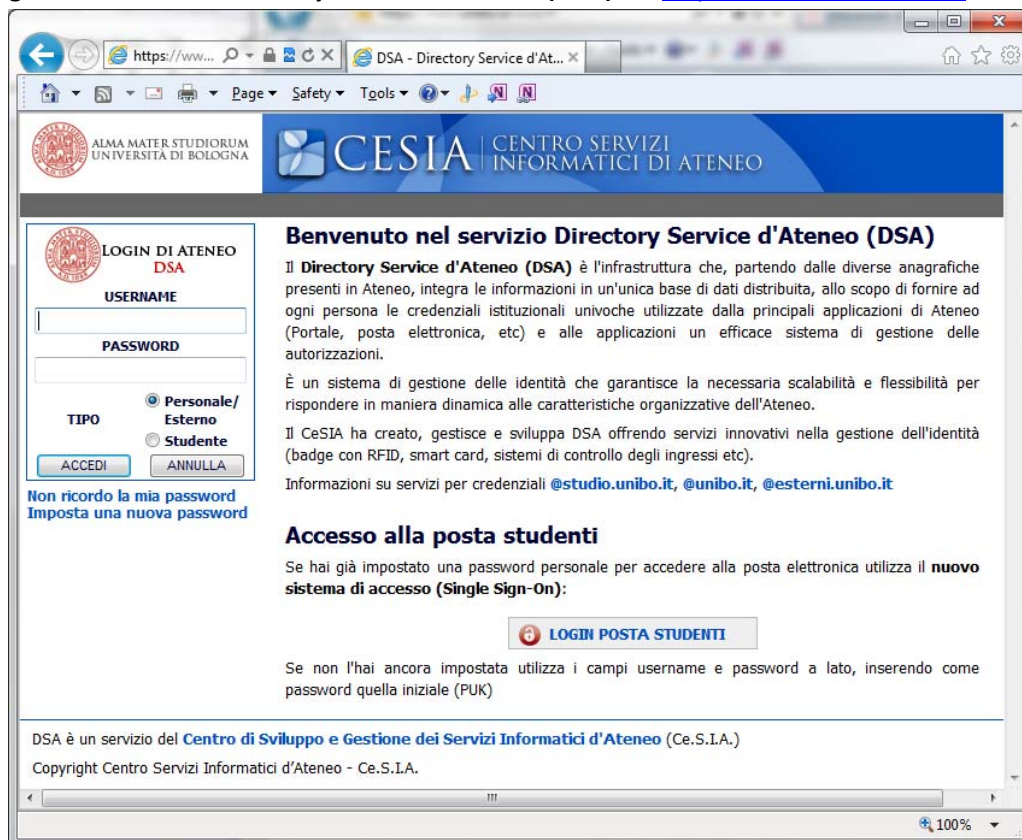 https://ww...
DSA - Directory Service d'At...
Page
Safety
Tools
ALMA MATER STUDIORUM
UNIVERSITÀ DI BOLOGNA
CESIA
CENTRO SERVIZI
INFORMATICI DI ATENEO
LOGIN DI ATENEO
DSA
USERNAME
PASSWORD
TIPO
Personale/
Esterno
Studente
ACCEDI
ANNULLA
Non ricordo la mia password
Imposta una nuova password
Benvenuto nel servizio Directory Service d'Ateneo (DSA)
Il Directory Service d'Ateneo (DSA) è l'infrastruttura che, partendo dalle diverse anagrafiche
presenti in Ateneo, integra le informazioni in un'unica base di dati distribuita, allo scopo di fornire ad
ogni persona le credenziali istituzionali univoche utilizzate dalla principali applicazioni di Ateneo
(Portale, posta elettronica, etc) e alle applicazioni un efficace sistema di gestione delle
autorizzazioni.
È un sistema di gestione delle identità che garantisce la necessaria scalabilità e flessibilità per
rispondere in maniera dinamica alle caratteristiche organizzative dell'Ateneo.
Il CeSIA ha creato, gestisce e sviluppa DSA offrendo servizi innovativi nella gestione dell'identità
(badge con RFID, smart card, sistemi di controllo degli ingressi etc).
Informazioni su servizi per credenziali @studio.unibo.it, @unibo.it, @esterni.unibo.it
Accesso alla posta studenti
Se hai già impostato una password personale per accedere alla posta elettronica utilizza il nuovo
sistema di accesso (Single Sign-On):
LOGIN POSTA STUDENTI
Se non l'hai ancora impostata utilizza i campi username e password a lato, inserendo come
password quella iniziale (PUK)
DSA è un servizio del Centro di Sviluppo e Gestione dei Servizi Informatici d'Ateneo (Ce.S.I.A.)
Copyright Centro Servizi Informatici d'Ateneo - Ce.S.I.A.
100%